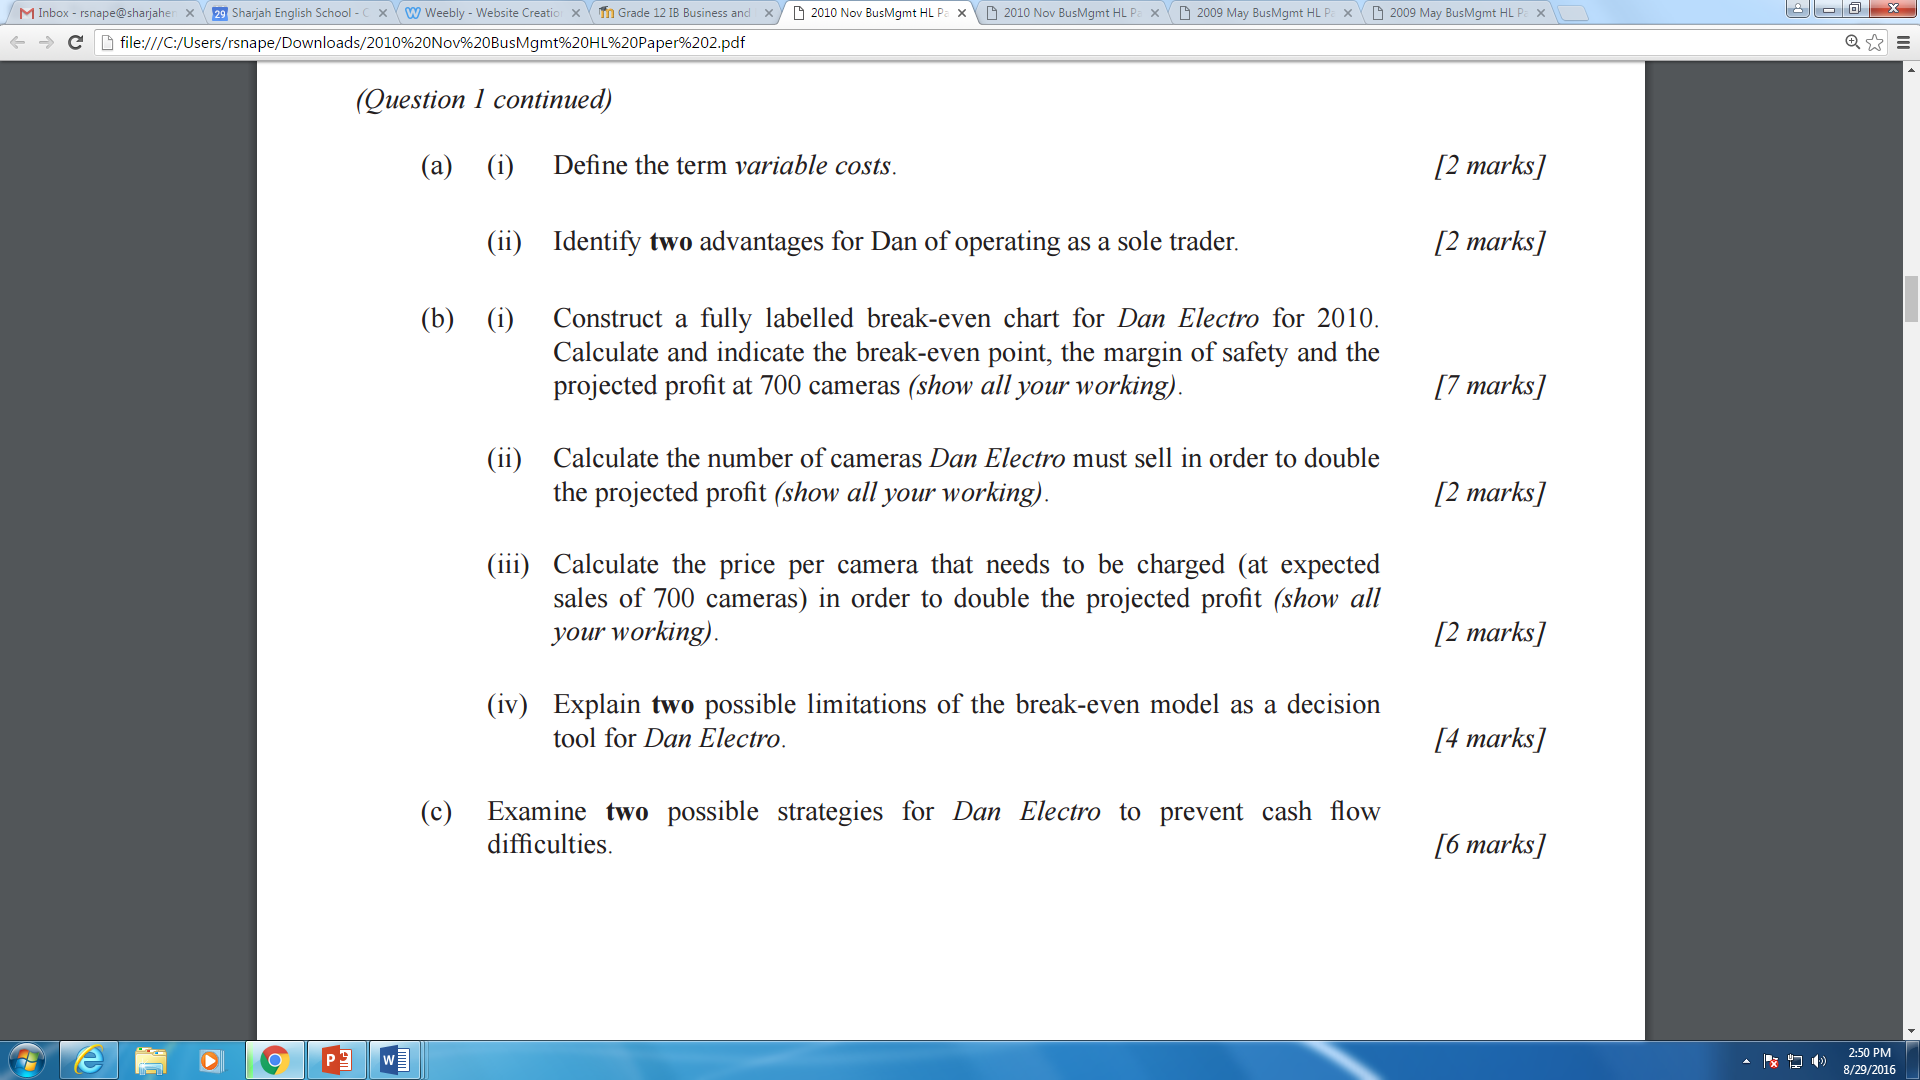 Inbox - rsnape@sharjaher
Sharjah English School - C
Weebly - Website Creatio
Grade 12 IB Business and
2010 Nov BusMgmt HL Pa
2010 Nov BusMgmt HL Pa
2009 May BusMgmt HL Pa
2009 May BusMgmt HL Pa
file:///C:/Users/rsnape/Downloads/2010%20Nov%20BusMgmt%20HL%20Paper%202.pdf
(Question 1 continued)
(a) (i) Define the term variable costs. [2 marks]
(ii) Identify two advantages for Dan of operating as a sole trader. [2 marks]
(b) (i) Construct a fully labelled break-even chart for Dan Electro for 2010.
Calculate and indicate the break-even point, the margin of safety and the
projected profit at 700 cameras (show all your working). [7 marks]
(ii) Calculate the number of cameras Dan Electro must sell in order to double
the projected profit (show all your working). [2 marks]
(iii) Calculate the price per camera that needs to be charged (at expected
sales of 700 cameras) in order to double the projected profit (show all
your working). [2 marks]
(iv) Explain two possible limitations of the break-even model as a decision
tool for Dan Electro. [4 marks]
(c) Examine two possible strategies for Dan Electro to prevent cash flow
difficulties. [6 marks]
2:50 PM
8/29/2016